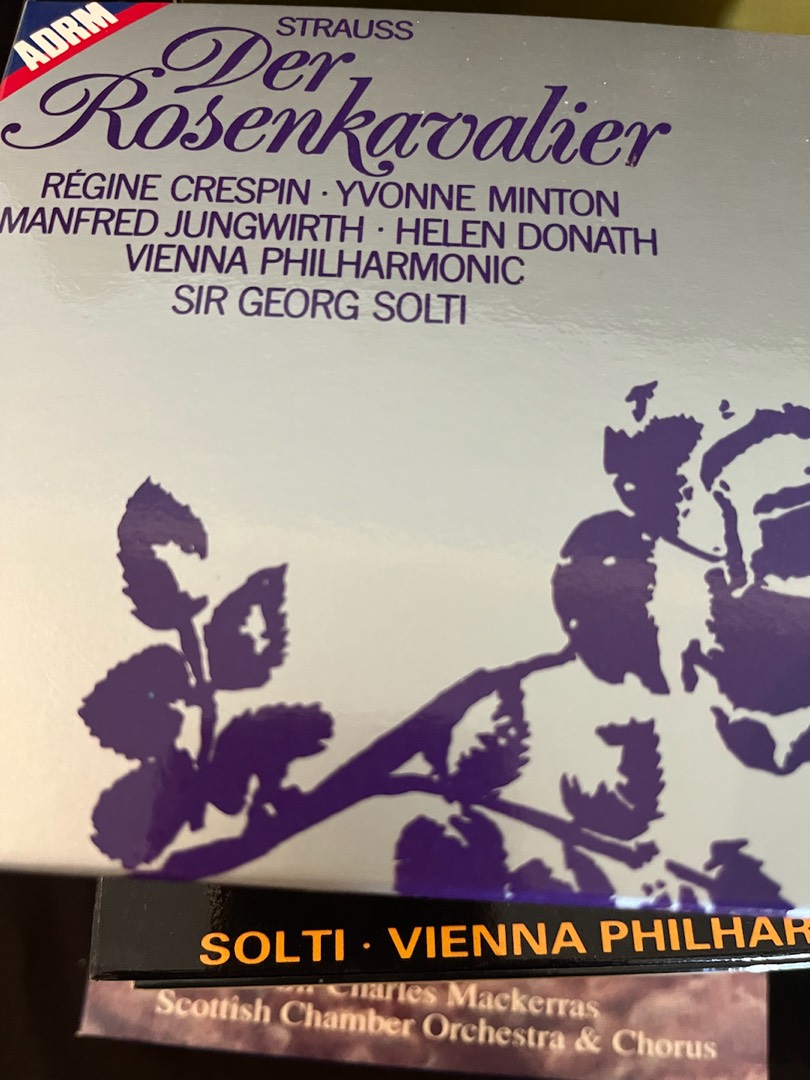 ADRM
STRAUSS
Der
Rosenkavalier
RÉGINE CRESPIN · YVONNE MINTON
MANFRED JUNGWIRTH · HELEN DONATH
VIENNA PHILHARMONIC
SIR GEORG SOLTI
SOLTI · VIENNA PHILHAR
Charles Mackerras
Scottish Chamber Orchestra & Chorus